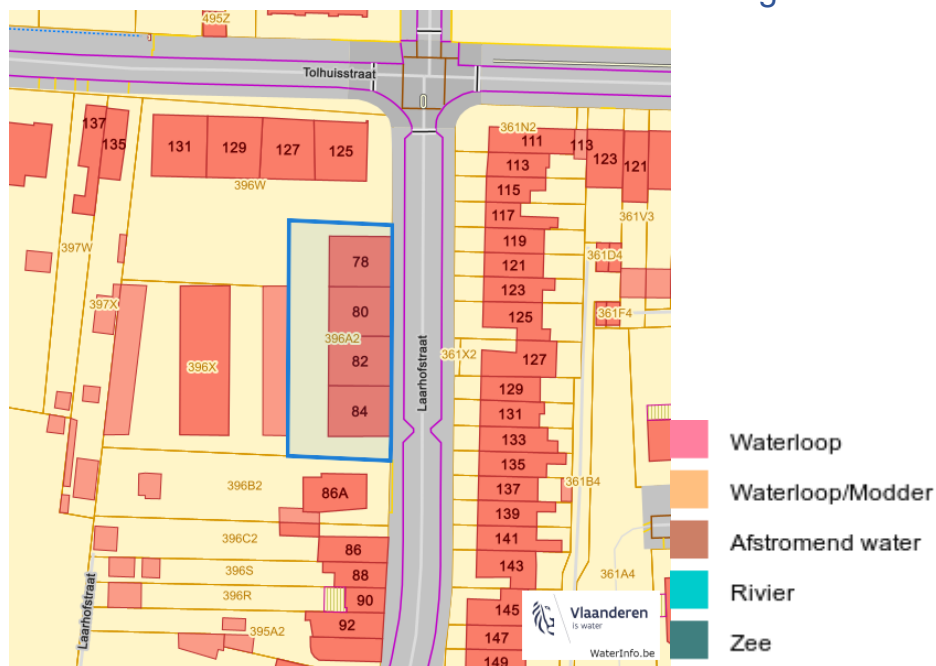 g
495Z
Tolhuisstraat
137
135
131
129
127
125
396W
361N2
111
113
113
123
121
115
117
361V3
119
397W
361D4
121
78
123
397X
80
361F4
125
396A2
396X
82
361X2
127
Laarhofstraat
84
129
131
133
135
396B2
86A
137
361B4
139
396C2
141
86
143
396S
88
361A4
396R
90
145
395A2
92
147
149
Laarhofstraat
Vlaanderen
is water
WaterInfo.be
Waterloop
Waterloop/Modder
Afstromend water
Rivier
Zee